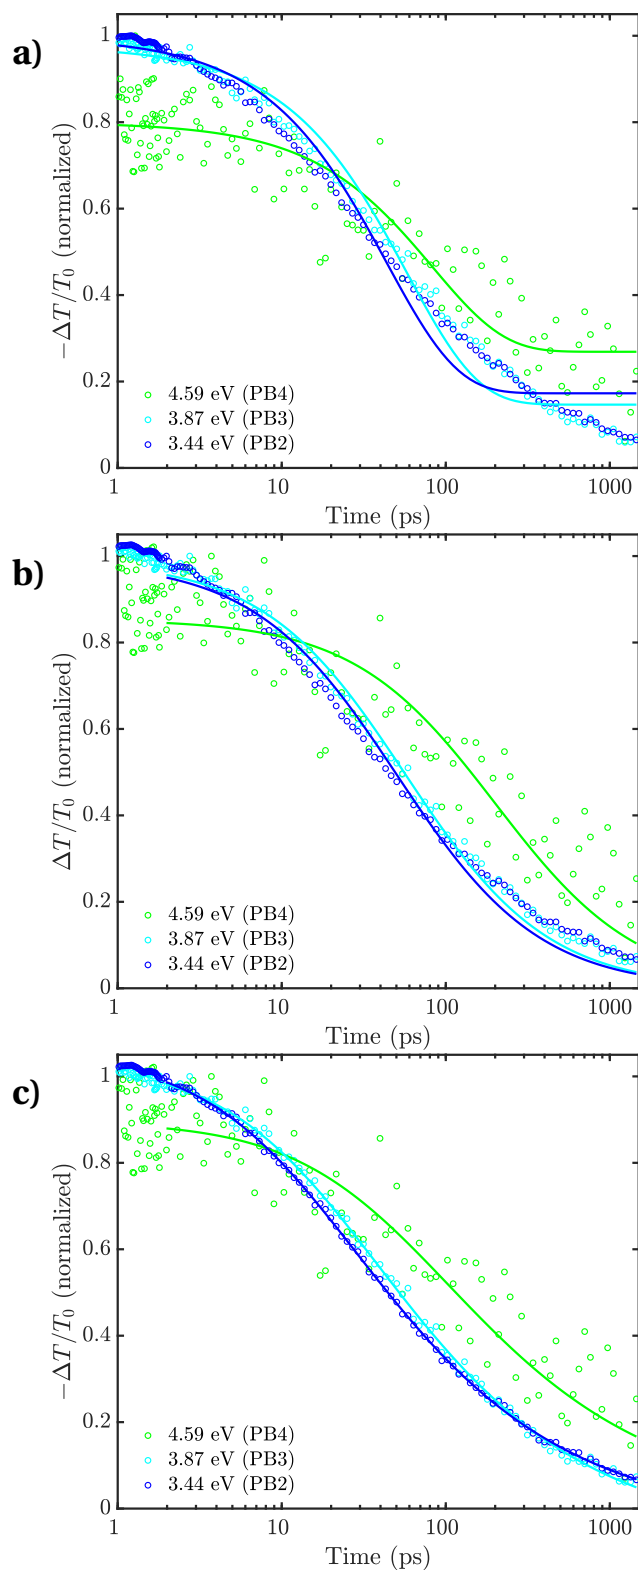 a)
−ΔT/T₀ (normalized)
1
0.8
0.6
0.4
0.2
0
4.59 eV (PB4)
3.87 eV (PB3)
3.44 eV (PB2)
1
10
100
1000
Time (ps)
b)
ΔT/T₀ (normalized)
1
0.8
0.6
0.4
0.2
0
4.59 eV (PB4)
3.87 eV (PB3)
3.44 eV (PB2)
1
10
100
1000
Time (ps)
c)
−ΔT/T₀ (normalized)
1
0.8
0.6
0.4
0.2
0
4.59 eV (PB4)
3.87 eV (PB3)
3.44 eV (PB2)
1
10
100
1000
Time (ps)